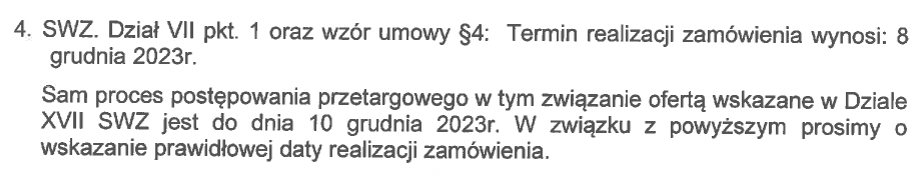 4. SWZ. Dział VII pkt. 1 oraz wzór umowy §4: Termin realizacji zamówienia wynosi: 8
grudnia 2023r.
Sam proces postępowania przetargowego w tym związanie ofertą wskazane w Dziale
XVII SWZ jest do dnia 10 grudnia 2023r. W związku z powyższym prosimy o
wskazanie prawidłowej daty realizacji zamówienia.